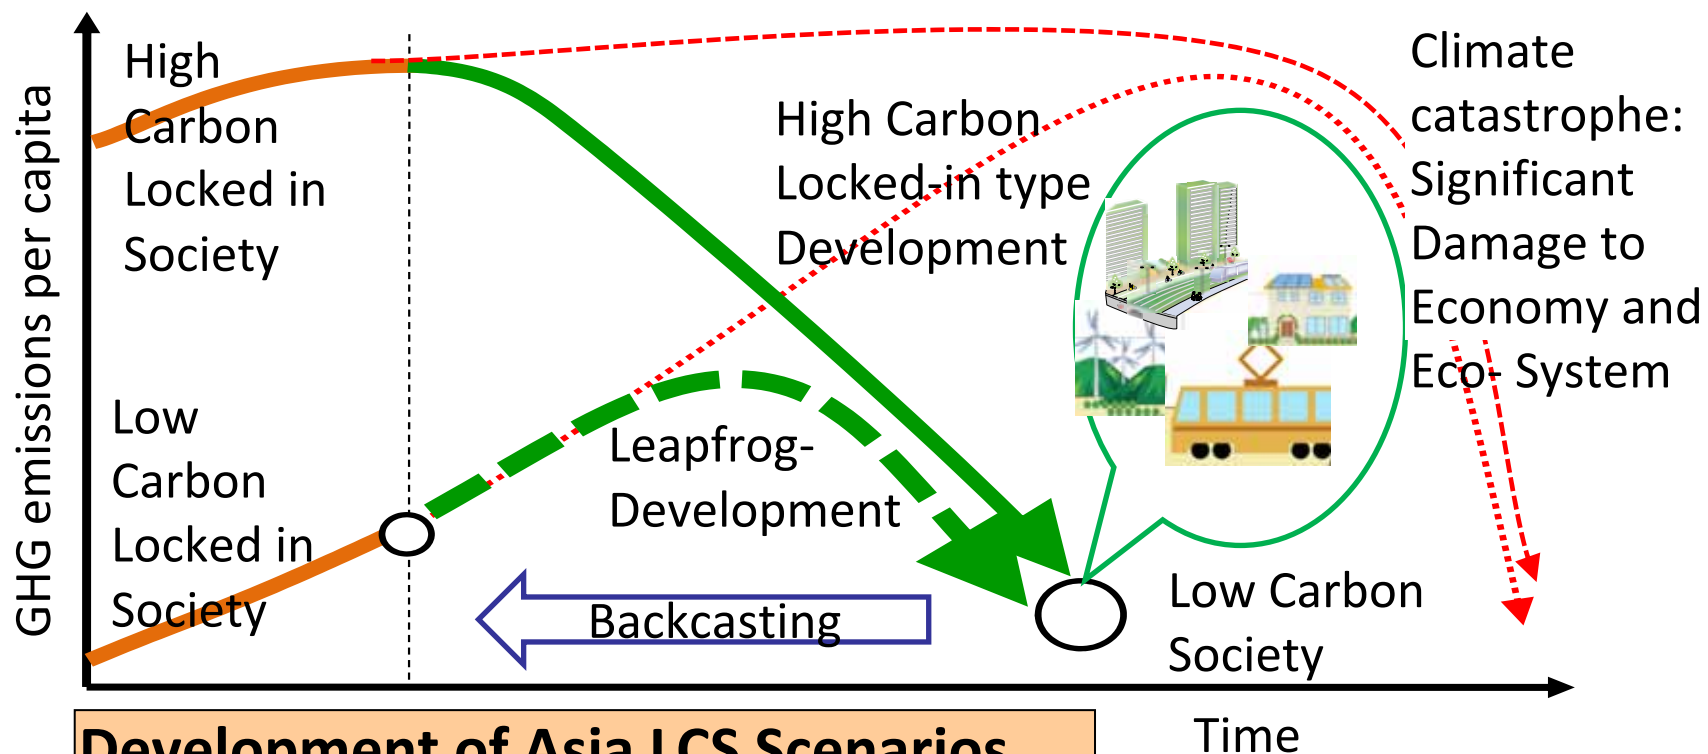 GHG emissions per capita
High
Carbon
Locked in
Society
Low
Carbon
Locked in
Society
High Carbon
Locked-in type
Development
Leapfrog-
Development
Backcasting
Climate
catastrophe:
Significant
Damage to
Economy and
Eco- System
Low Carbon
Society
Time
Development of Asia LCS Scenarios